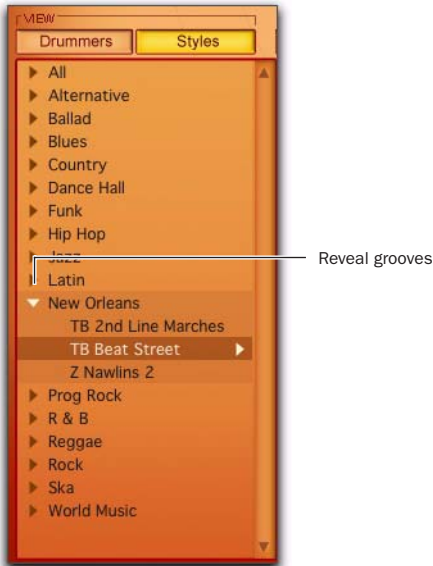 VIEW
Drummers Styles
All
Alternative
Ballad
Blues
Country
Dance Hall
Funk
Hip Hop
Jazz
Reveal grooves
Latin
New Orleans
TB 2nd Line Marches
TB Beat Street
Z Nawlins 2
Prog Rock
R & B
Reggae
Rock
Ska
World Music